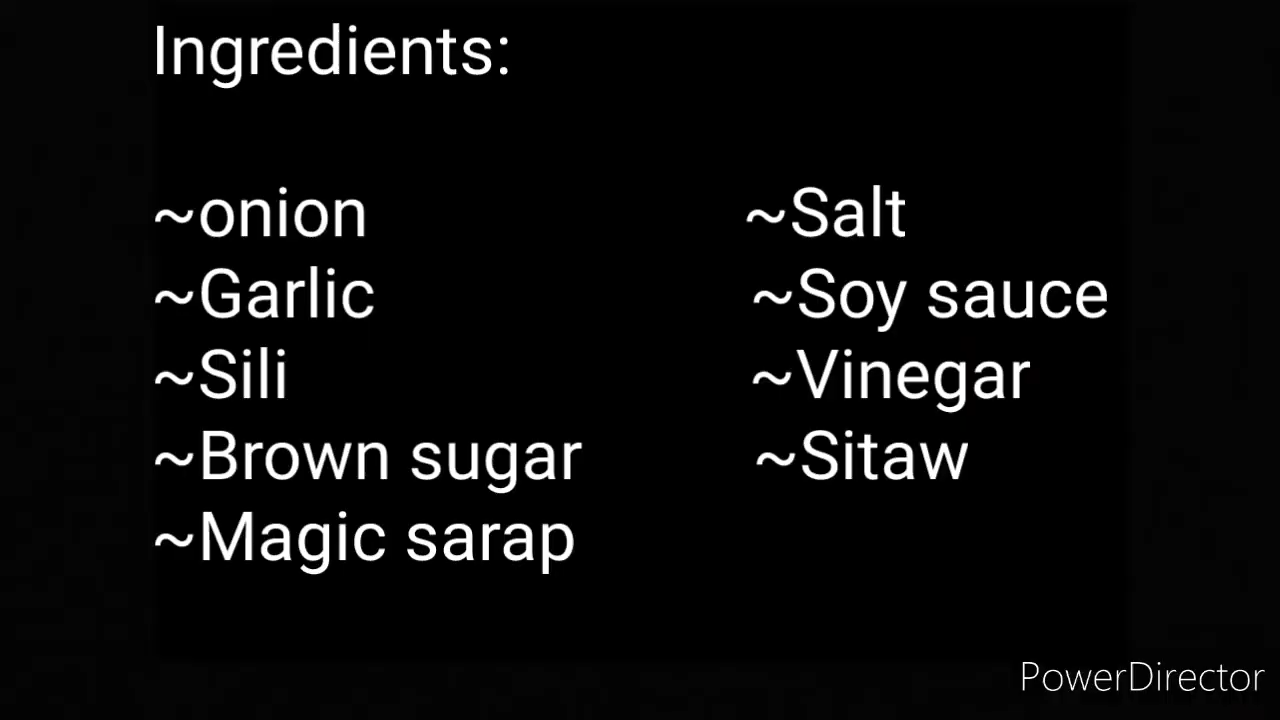 Ingredients:
~onion
~Garlic
~Sili
~Brown sugar
~Magic sarap
~Salt
~Soy sauce
~Vinegar
~Sitaw
PowerDirector